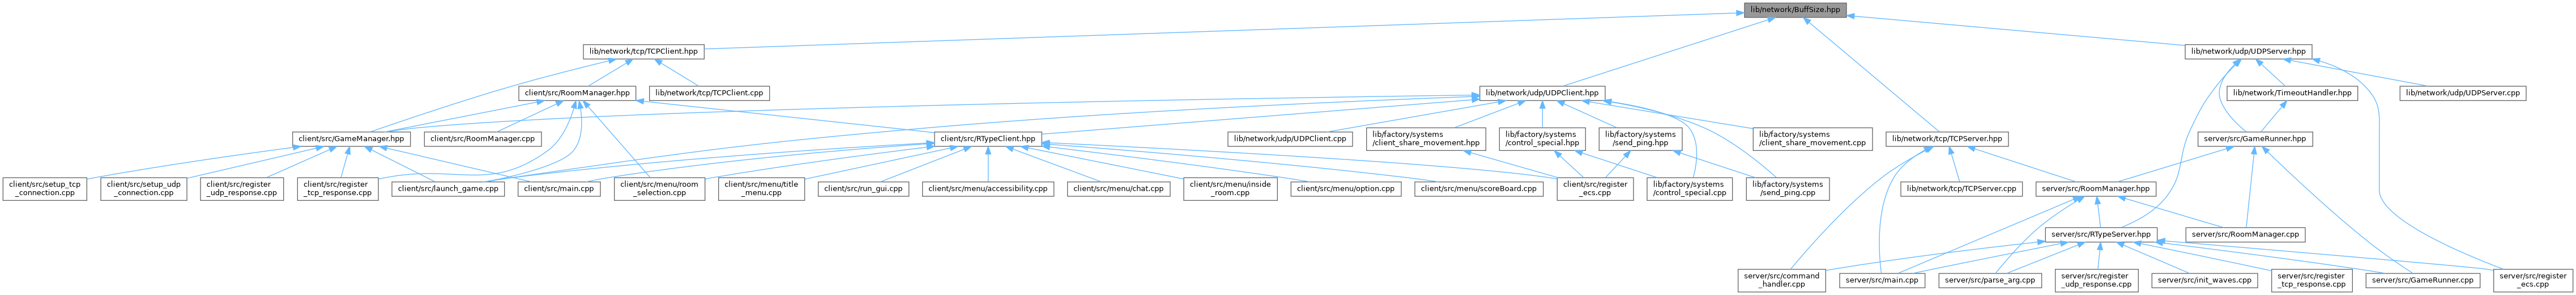 lib/network/BuffSize.hpp
lib/network/tcp/TCPClient.hpp
lib/network/udp/UDPServer.hpp
client/src/RoomManager.hpp
lib/network/tcp/TCPClient.cpp
lib/network/udp/UDPClient.hpp
lib/network/TimeoutHandler.hpp
lib/network/udp/UDPServer.cpp
client/src/GameManager.hpp
client/src/RoomManager.cpp
client/src/RTypeClient.hpp
lib/network/udp/UDPClient.cpp
lib/factory/systems
/client_share_movement.hpp
lib/factory/systems
/control_special.hpp
lib/factory/systems
/send_ping.hpp
lib/factory/systems
/client_share_movement.cpp
lib/network/tcp/TCPServer.hpp
server/src/GameRunner.hpp
client/src/setup_tcp
_connection.cpp
client/src/setup_udp
_connection.cpp
client/src/register
_udp_response.cpp
client/src/register
_tcp_response.cpp
client/src/launch_game.cpp
client/src/main.cpp
client/src/menu/room
_selection.cpp
client/src/menu/title
_menu.cpp
client/src/run_gui.cpp
client/src/menu/accessibility.cpp
client/src/menu/chat.cpp
client/src/menu/inside
_room.cpp
client/src/menu/option.cpp
client/src/menu/scoreBoard.cpp
client/src/register
_ecs.cpp
lib/factory/systems
/control_special.cpp
lib/factory/systems
/send_ping.cpp
lib/network/tcp/TCPServer.cpp
server/src/RoomManager.hpp
server/src/RTypeServer.hpp
server/src/RoomManager.cpp
server/src/command
_handler.cpp
server/src/main.cpp
server/src/parse_arg.cpp
server/src/register
_udp_response.cpp
server/src/init_waves.cpp
server/src/register
_tcp_response.cpp
server/src/GameRunner.cpp
server/src/register
_ecs.cpp